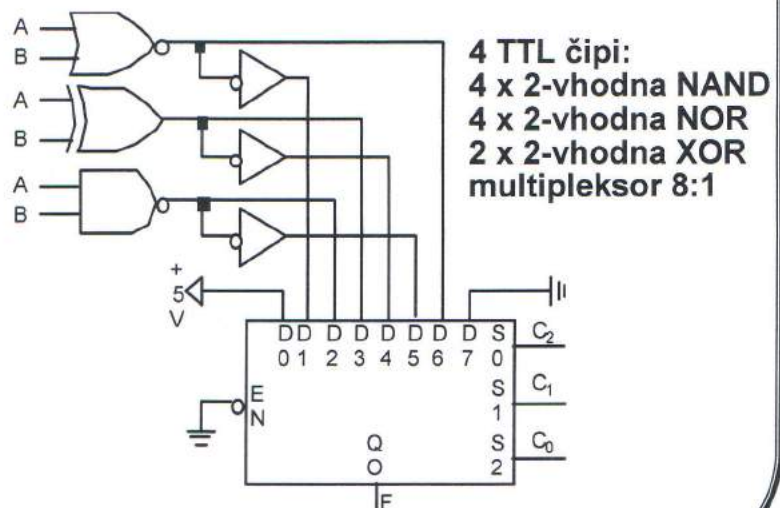 A
B
A
B
A
B
4 TTL čipi:
4 x 2-vhodna NAND
4 x 2-vhodna NOR
2 x 2-vhodna XOR
multipleksor 8:1
+
5
V
D D D D D D D D S C₂
0 1 2 3 4 5 6 7 0
E
N
S C₁
1
Q
O
S C₀
2
F